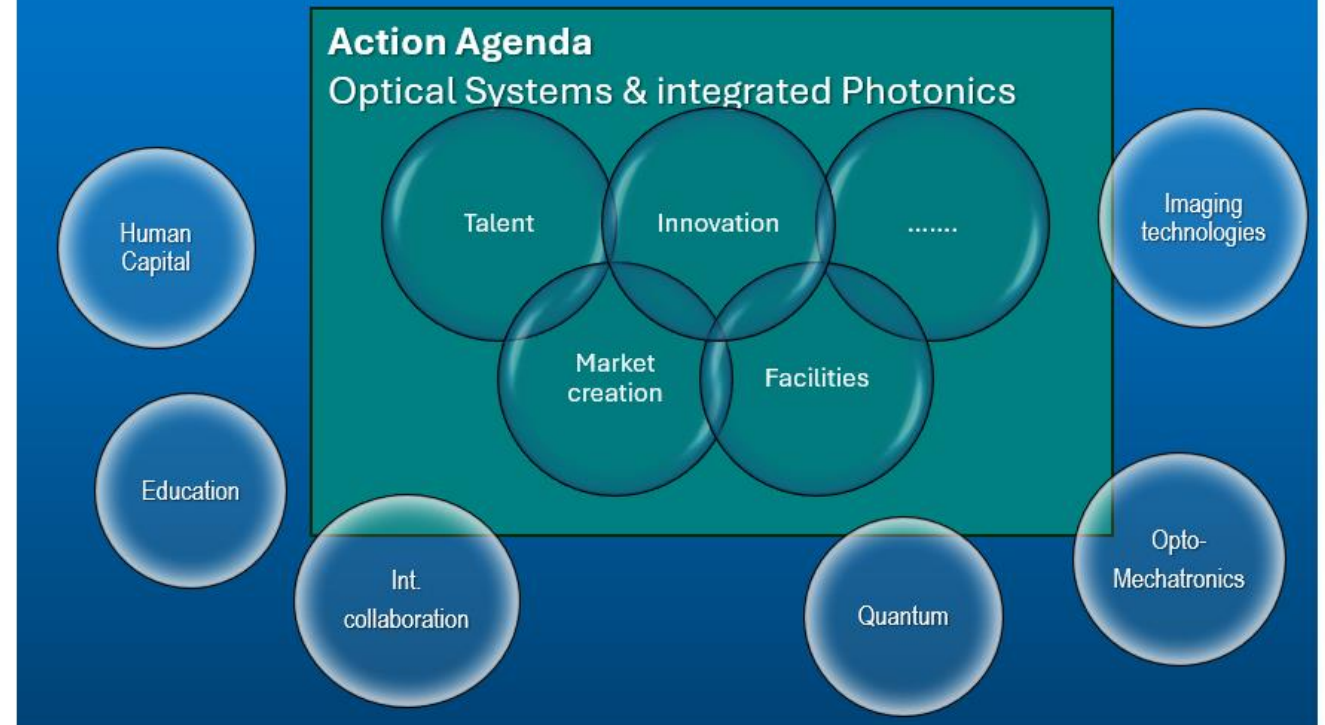 Action Agenda
Optical Systems & integrated Photonics
Talent
Innovation
.......
Market
creation
Facilities
Human
Capital
Education
Int.
collaboration
Quantum
Imaging
technologies
Opto-
Mechatronics